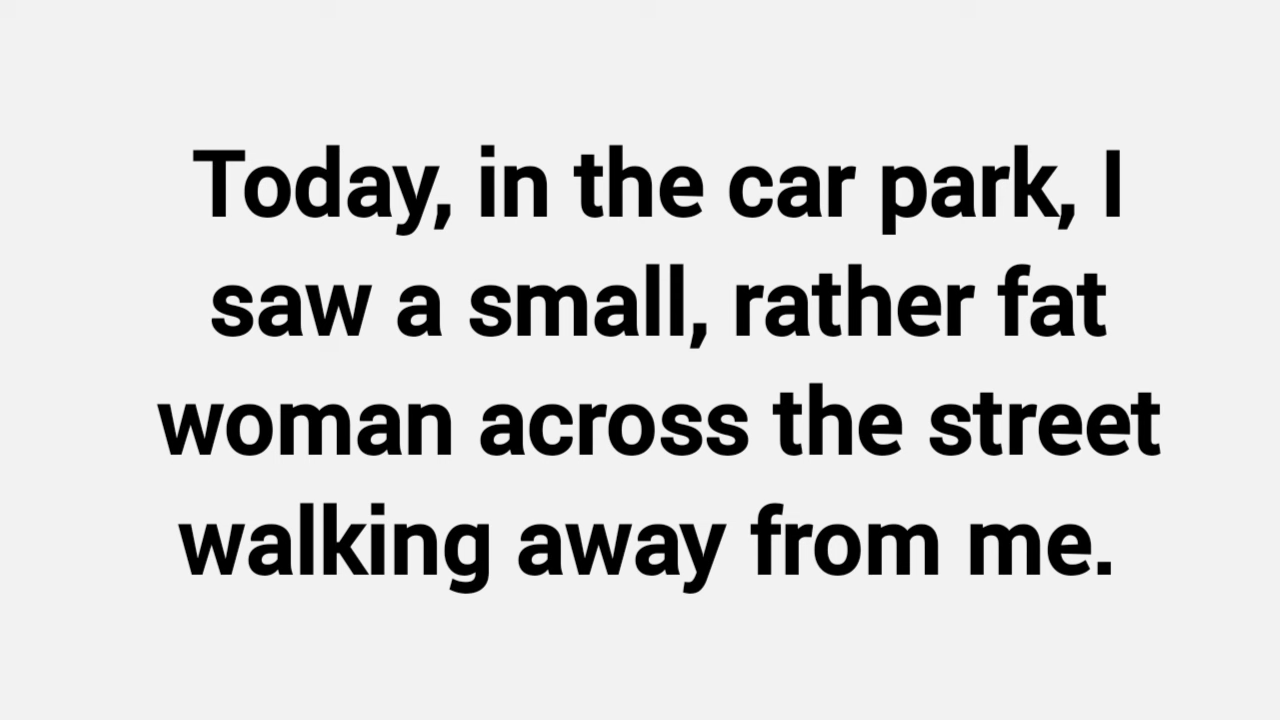 Today, in the car park, I
saw a small, rather fat
woman across the street
walking away from me.